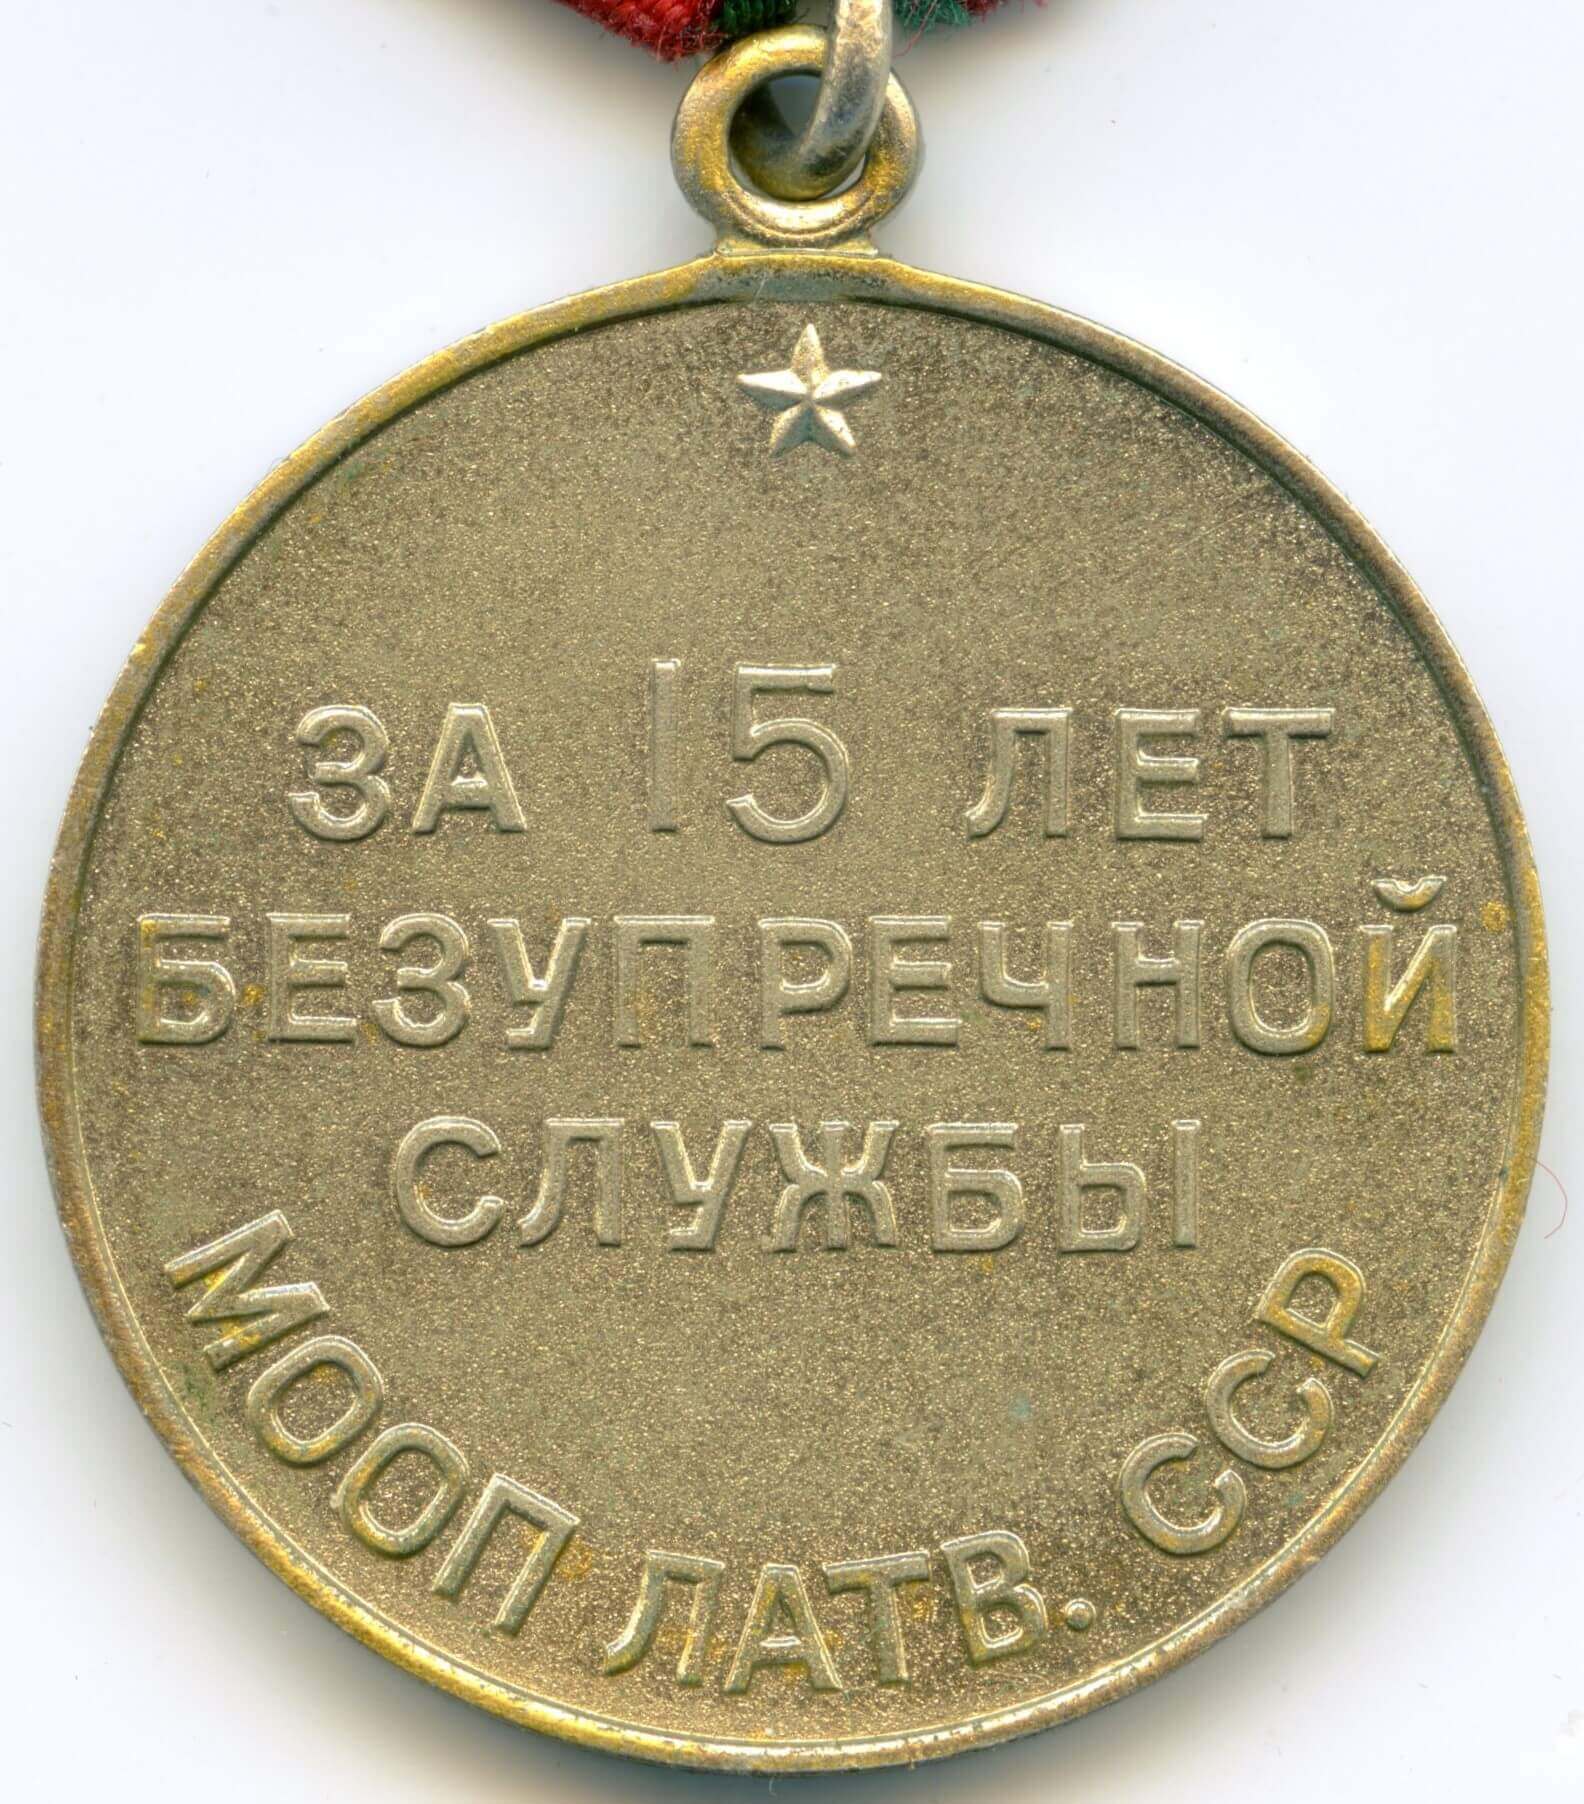 ЗА 15 ЛЕТ
БЕЗУПРЕЧНОЙ
СЛУЖБЫ
МООП ЛАТВ. ССР